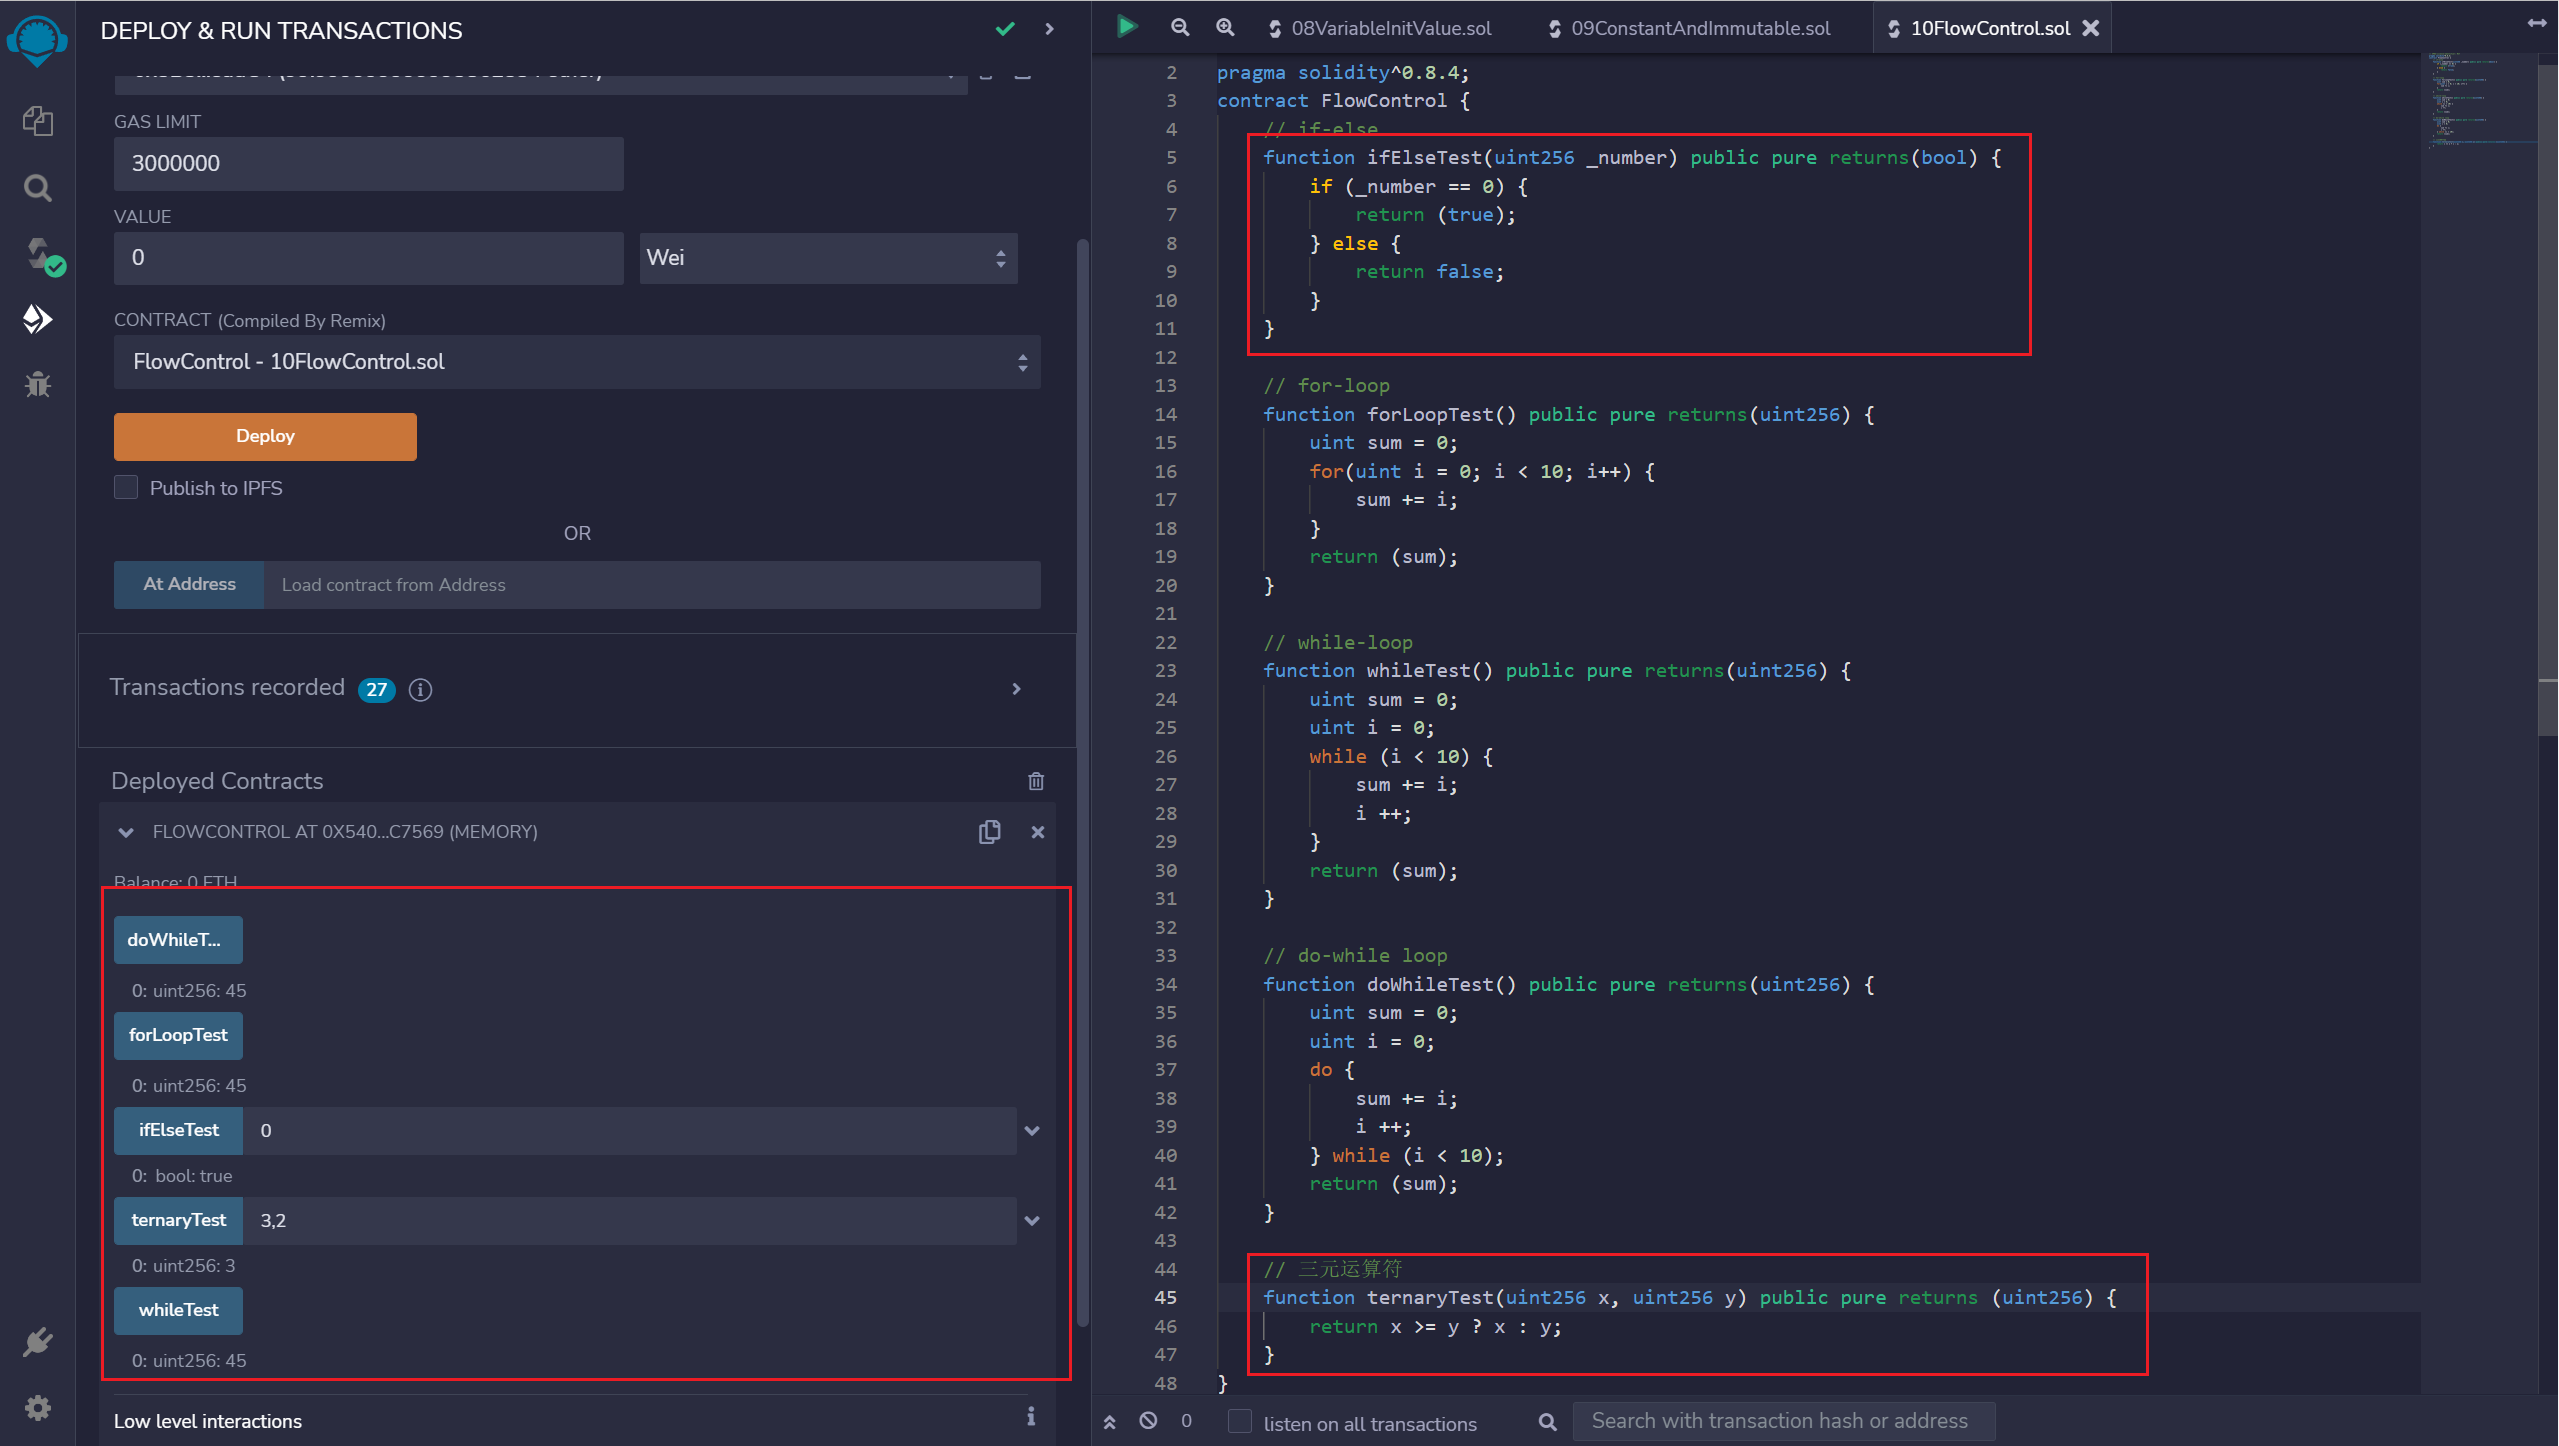 DEPLOY & RUN TRANSACTIONS
GAS LIMIT
3000000
VALUE
0
Wei
CONTRACT (Compiled By Remix)
FlowControl - 10FlowControl.sol
Deploy
Publish to IPFS
OR
At Address
Load contract from Address
Transactions recorded 27
Deployed Contracts
FLOWCONTROL AT 0X540...C7569 (MEMORY)
Balance: 0 ETH
doWhileT...
0: uint256: 45
forLoopTest
0: uint256: 45
ifElseTest 0
0: bool: true
ternaryTest 3,2
0: uint256: 3
whileTest
0: uint256: 45
Low level interactions
08VariableInitValue.sol
09ConstantAndImmutable.sol
10FlowControl.sol
2 pragma solidity^0.8.4;
3 contract FlowControl {
4 // if-else
5 function ifElseTest(uint256 _number) public pure returns(bool) {
6 if (_number == 0) {
7 return (true);
8 } else {
9 return false;
10 }
11 }
12
13 // for-loop
14 function forLoopTest() public pure returns(uint256) {
15 uint sum = 0;
16 for(uint i = 0; i < 10; i++) {
17 sum += i;
18 }
19 return (sum);
20 }
21
22 // while-loop
23 function whileTest() public pure returns(uint256) {
24 uint sum = 0;
25 uint i = 0;
26 while (i < 10) {
27 sum += i;
28 i ++;
29 }
30 return (sum);
31 }
32
33 // do-while loop
34 function doWhileTest() public pure returns(uint256) {
35 uint sum = 0;
36 uint i = 0;
37 do {
38 sum += i;
39 i ++;
40 } while (i < 10);
41 return (sum);
42 }
43
44 // 三元运算符
45 function ternaryTest(uint256 x, uint256 y) public pure returns (uint256) {
46 return x >= y ? x : y;
47 }
48 }
0
listen on all transactions
Search with transaction hash or address